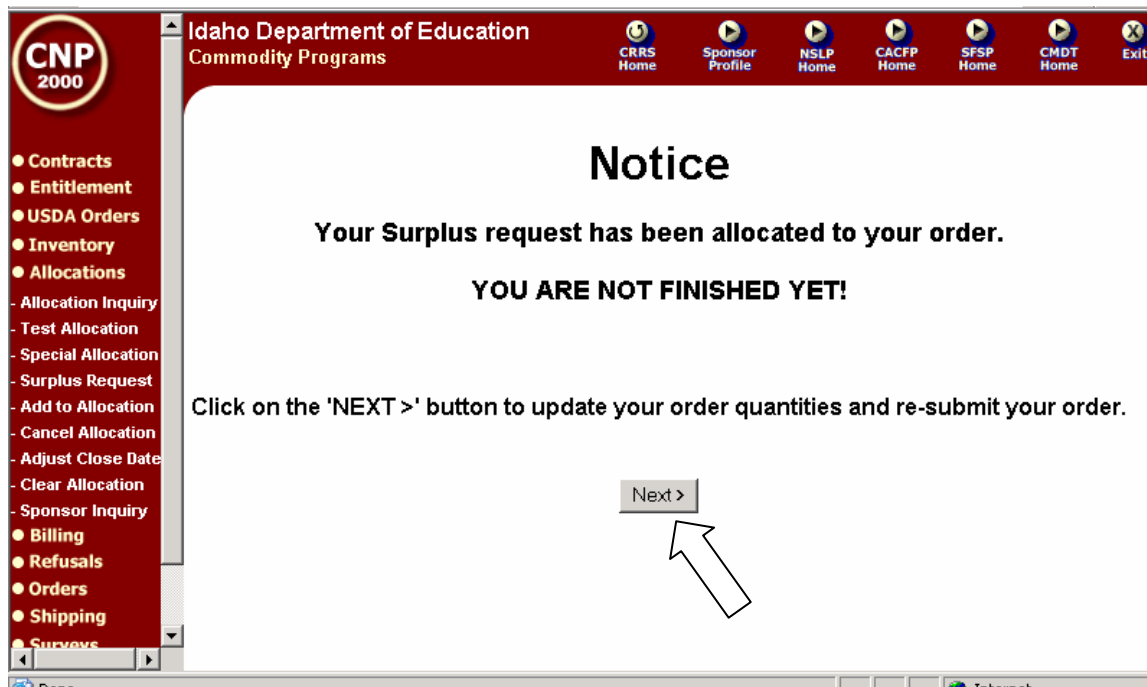 CNP
2000
Idaho Department of Education
Commodity Programs
CRRS
Home
Sponsor
Profile
NSLP
Home
CACFP
Home
SFSP
Home
CMDT
Home
X
Exit
Contracts
Entitlement
USDA Orders
Inventory
Allocations
- Allocation Inquiry
- Test Allocation
- Special Allocation
- Surplus Request
- Add to Allocation
- Cancel Allocation
- Adjust Close Date
- Clear Allocation
- Sponsor Inquiry
Billing
Refusals
Orders
Shipping
Surveys
Notice
Your Surplus request has been allocated to your order.
YOU ARE NOT FINISHED YET!
Click on the 'NEXT >' button to update your order quantities and re-submit your order.
Next >
Done
Internet